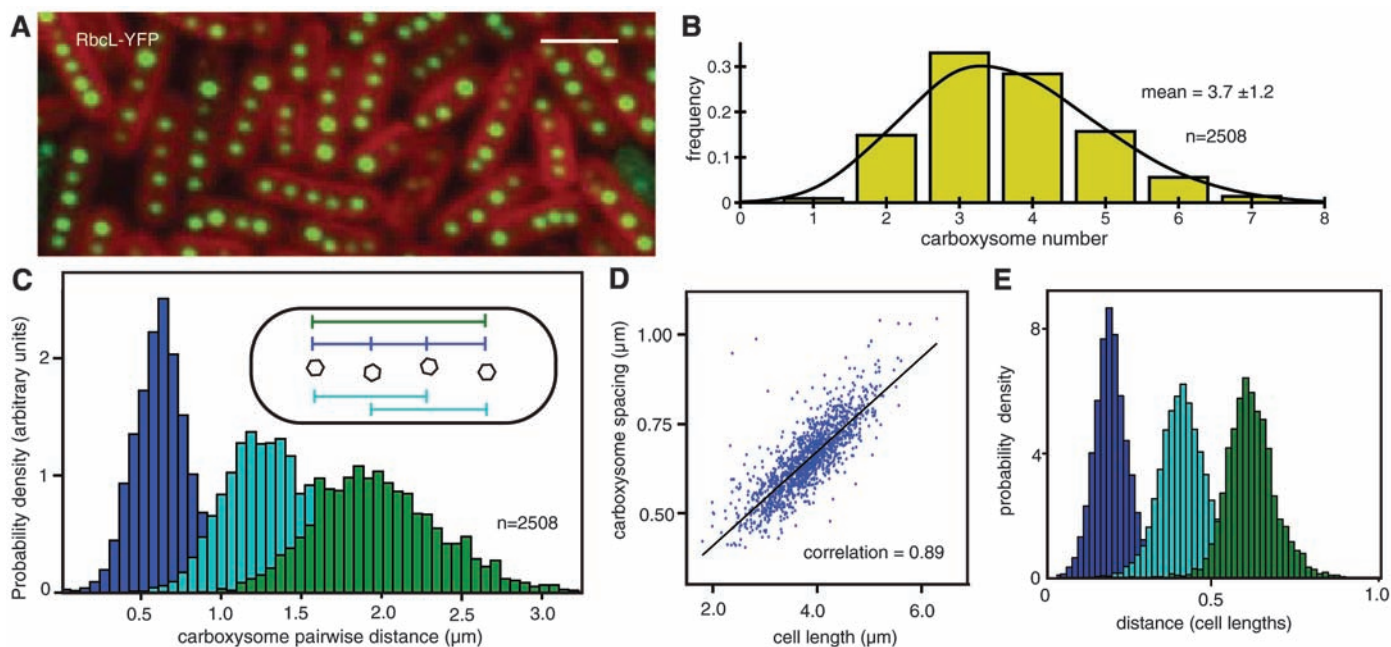 A
RbcL-YFP
B
frequency
0.3
0.2
0.1
0
mean = 3.7 ±1.2
n=2508
0 1 2 3 4 5 6 7 8
carboxysome number
C
Probability density (arbitrary units)
2
1
0
n=2508
0.5 1.0 1.5 2.0 2.5 3.0
carboxysome pairwise distance (µm)
D
carboxysome spacing (µm)
1.00
0.75
0.50
correlation = 0.89
2.0 4.0 6.0
cell length (µm)
E
probability density
8
4
0
0 0.5 1.0
distance (cell lengths)